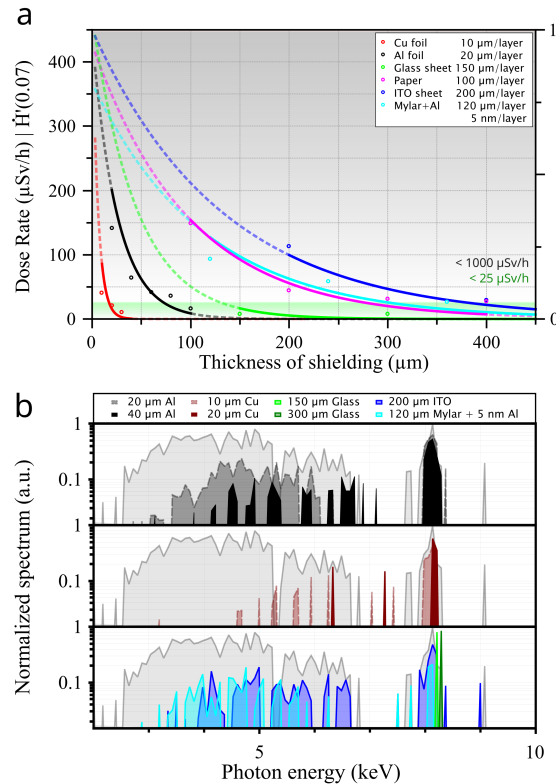 a
Dose Rate (µSv/h) | Ḣ'(0.07)
450
400
350
300
200
100
0
1
0
Cu foil 10 µm/layer
Al foil 20 µm/layer
Glass sheet 150 µm/layer
Paper 100 µm/layer
ITO sheet 200 µm/layer
Mylar+Al 120 µm/layer
5 nm/layer
< 1000 µSv/h
< 25 µSv/h
0 100 200 300 400
Thickness of shielding (µm)
b
20 µm Al 10 µm Cu 150 µm Glass 200 µm ITO
40 µm Al 20 µm Cu 300 µm Glass 120 µm Mylar + 5 nm Al
Normalized spectrum (a.u.)
1
0.1
1
0.1
1
0.1
5 10
Photon energy (keV)